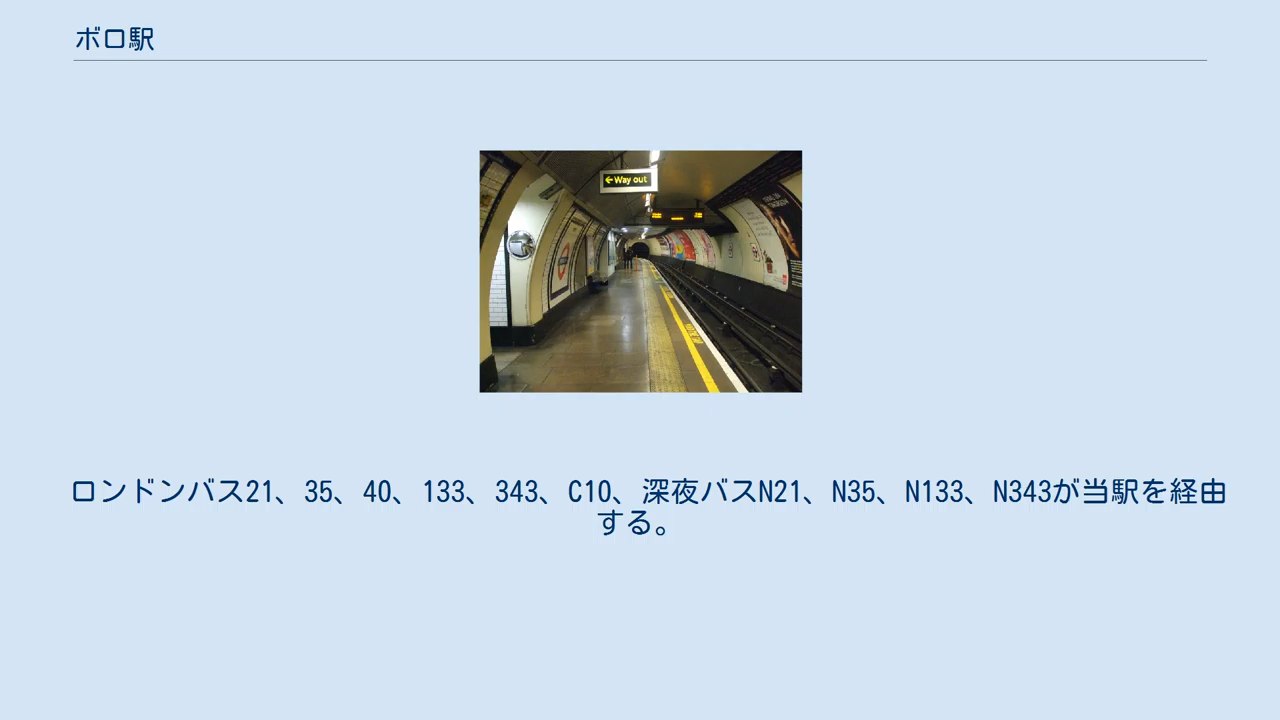 ボロ駅
←Way out
ロンドンバス21、35、40、133、343、C10、深夜バスN21、N35、N133、N343が当駅を経由
する。